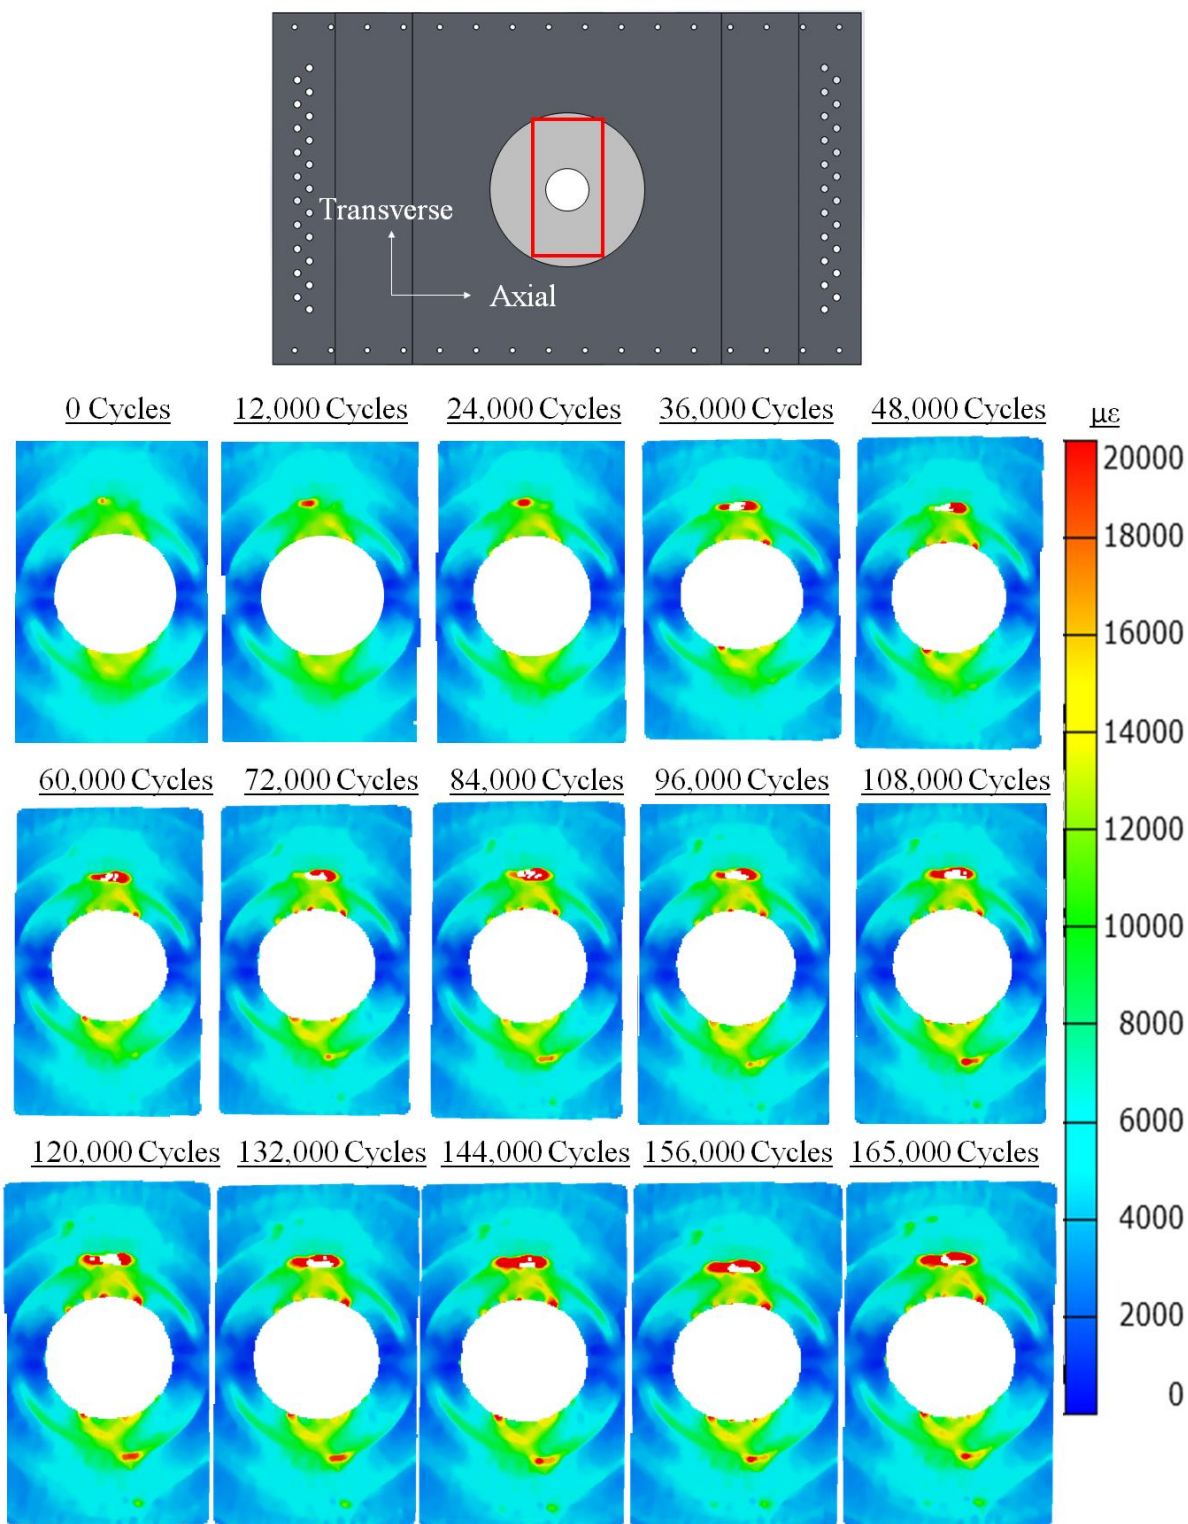 Transverse
Axial
0 Cycles
12,000 Cycles
24,000 Cycles
36,000 Cycles
48,000 Cycles
με
20000
18000
16000
14000
12000
10000
8000
6000
4000
2000
0
60,000 Cycles
72,000 Cycles
84,000 Cycles
96,000 Cycles
108,000 Cycles
120,000 Cycles
132,000 Cycles
144,000 Cycles
156,000 Cycles
165,000 Cycles